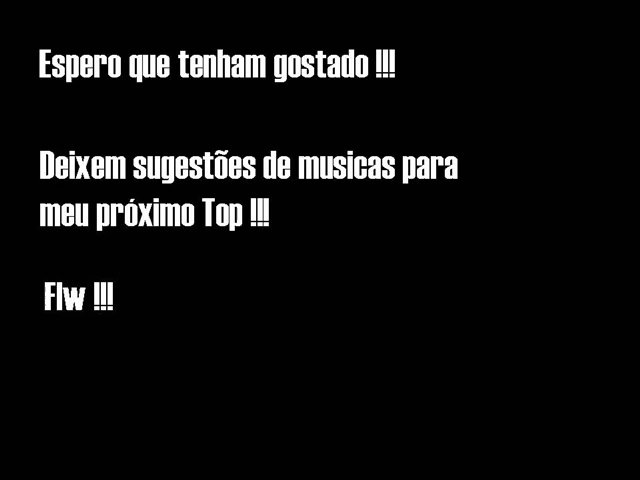 Espero que tenham gostado !!!
Deixem sugestões de musicas para
meu próximo Top !!!
Flw !!!